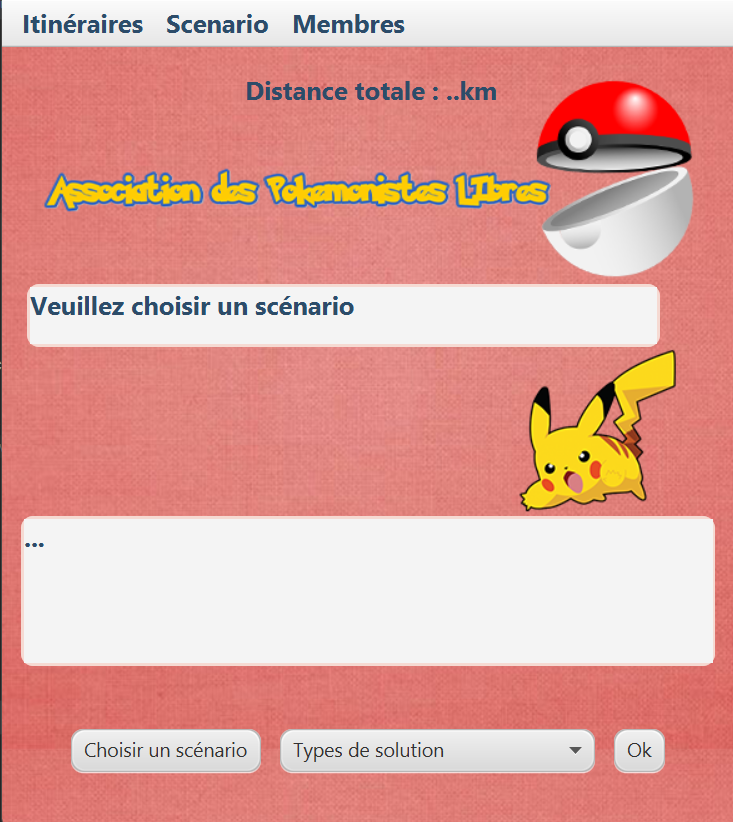 Itinéraires Scenario Membres
Distance totale : ..km
Association des Pokemonistes LIbres
Veuillez choisir un scénario
...
Choisir un scénario Types de solution Ok